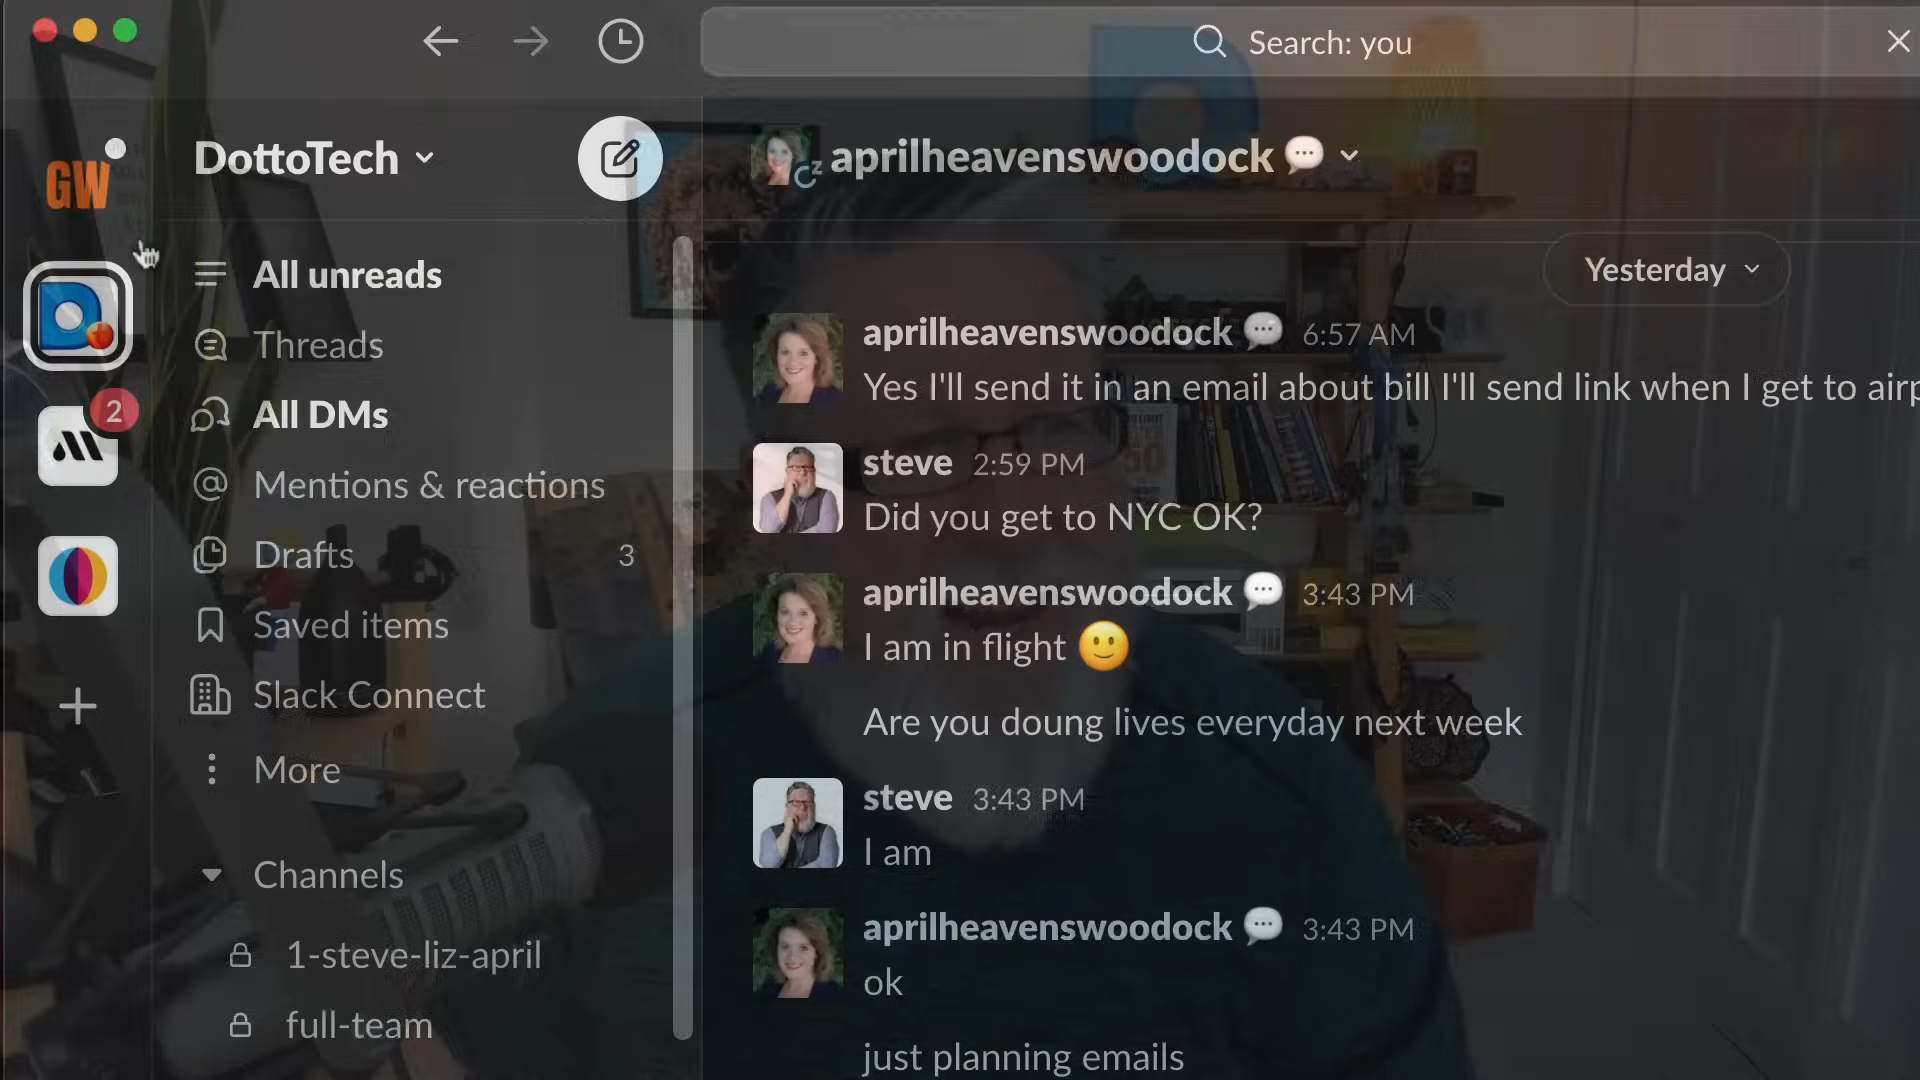 Search: you
GW
DottoTech
aprilheavenswoodock
All unreads
Threads
2
All DMs
Mentions & reactions
Drafts 3
Saved items
Slack Connect
More
Channels
1-steve-liz-april
full-team
Yesterday
aprilheavenswoodock 6:57 AM
Yes I'll send it in an email about bill I'll send link when I get to airp
steve 2:59 PM
Did you get to NYC OK?
aprilheavenswoodock 3:43 PM
I am in flight 🙂
Are you doung lives everyday next week
steve 3:43 PM
I am
aprilheavenswoodock 3:43 PM
ok
just planning emails